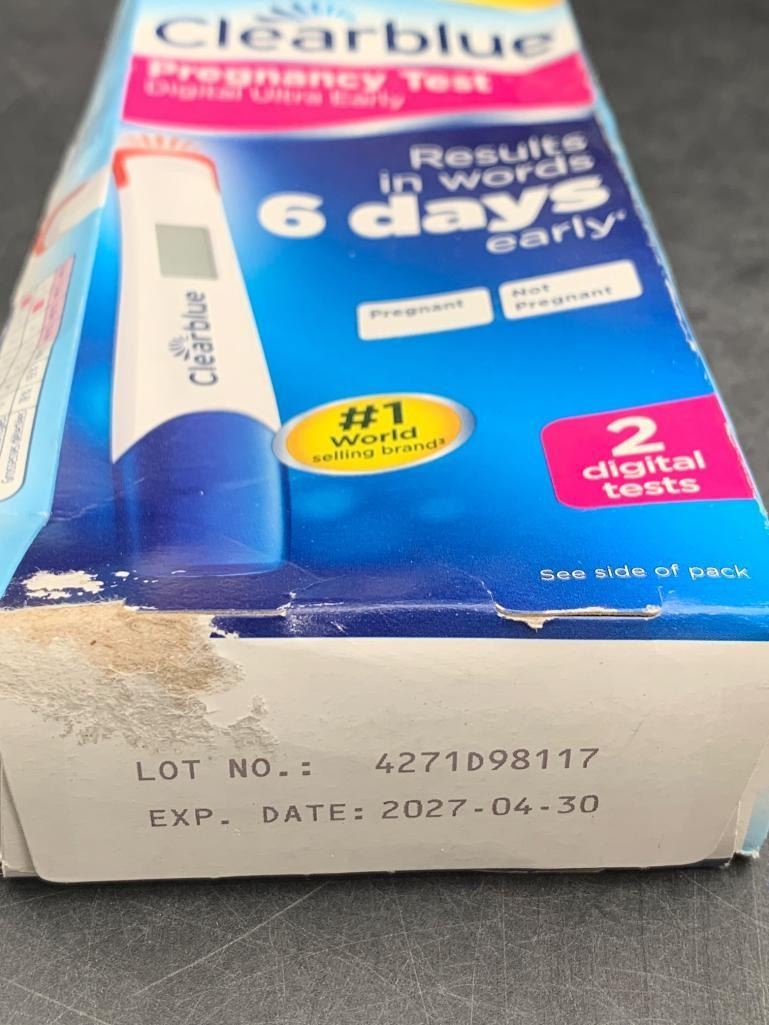 Clearblue
Pregnancy Test
Digital Ultra Early
Results
in words
6 days
early*
Pregnant
Not
Pregnant
Clearblue
#1
World
selling brand³
2
digital
tests
See side of pack
LOT NO.: 4271D98117
EXP. DATE: 2027-04-30